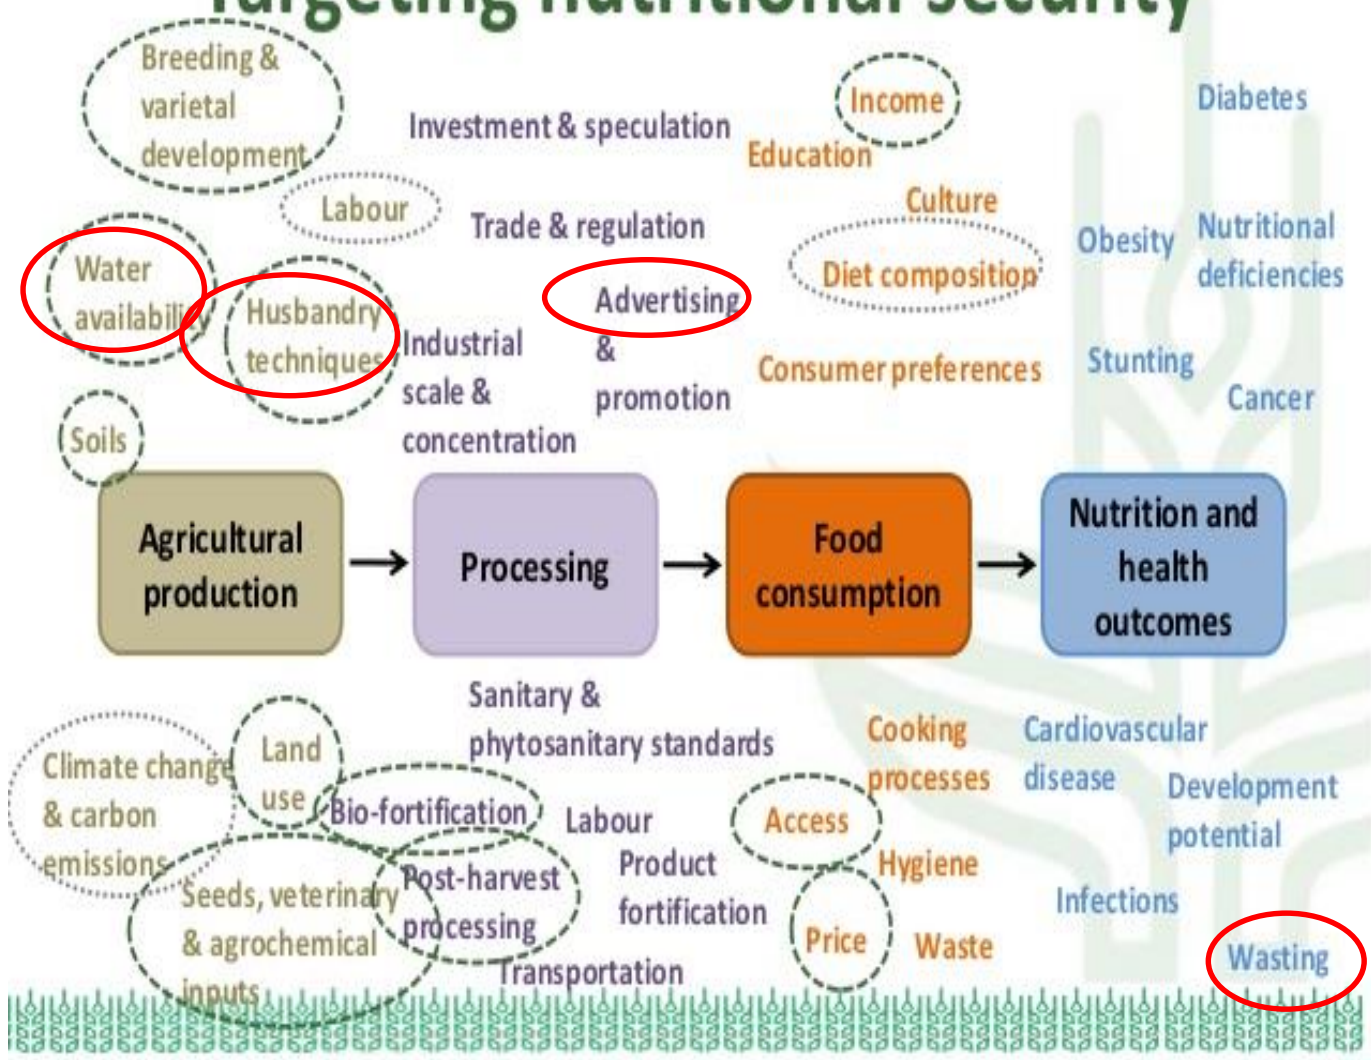 Targeting nutritional security
Breeding &
varietal
development
Investment & speculation
Income
Education
Diabetes
Labour
Trade & regulation
Culture
Obesity
Nutritional
deficiencies
Water
availability
Husbandry
techniques
Advertising
&
promotion
Diet composition
Industrial
scale &
concentration
Consumer preferences
Stunting
Cancer
Soils
Agricultural
production
Processing
Food
consumption
Nutrition and
health
outcomes
Sanitary &
phytosanitary standards
Climate change
& carbon
emissions
Land
use
Bio-fortification
Labour
Access
Cooking
processes
Cardiovascular
disease
Development
potential
Seeds, veterinary
& agrochemical
inputs
Post-harvest
processing
Product
fortification
Hygiene
Infections
Transportation
Price
Waste
Wasting